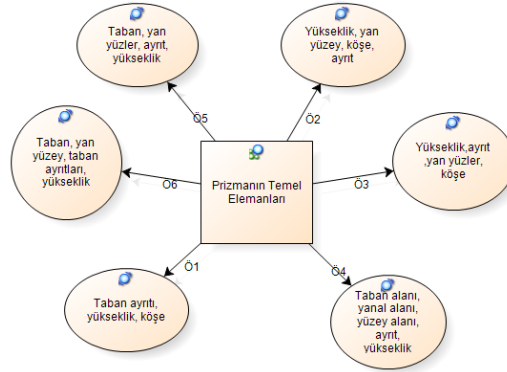 Taban, yan
yüzler, ayrıt,
yükseklik
Yükseklik, yan
yüzey, köşe,
ayrıt
Ö5
Ö2
Taban, yan
yüzey, taban
ayrıtları,
yükseklik
Ö6
Prizmanın Temel
Elemanları
Ö3
Yükseklik,ayrıt
,yan yüzler,
köşe
Ö1
Ö4
Taban ayrıtı,
yükseklik, köşe
Taban alanı,
yanal alanı,
yüzey alanı,
ayrıt,
yükseklik